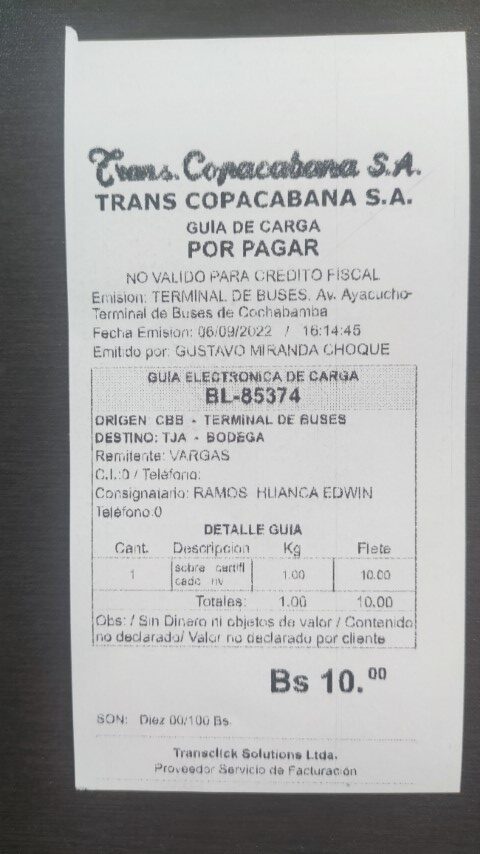 Trans. Copacabana S.A.
TRANS COPACABANA S.A.
GUIA DE CARGA
POR PAGAR
NO VALIDO PARA CREDITO FISCAL
Emision: TERMINAL DE BUSES. Av. Ayacucho-
Terminal de Buses de Cochabamba
Fecha Emision: 06/09/2022 / 16:14:45
Emitido por: GUSTAVO MIRANDA CHOQUE
GUIA ELECTRONICA DE CARGA
BL-85374
ORIGEN: CBB - TERMINAL DE BUSES
DESTINO: TJA - BODEGA
Remitente: VARGAS
C.I.:0 / Teléfono:
Consignatario: RAMOS HUANCA EDWIN
Telefono:0
DETALLE GUIA
Cant. Descripcion Kg Flete
1 sobre certifi 1.00 10.00
cado nv
Totales: 1.00 10.00
Obs: / Sin Dinero ni objetos de valor / Contenido
no declarado/ Valor no declarado por cliente
Bs 10.00
SON: Diez 00/100 Bs.
Transclick Solutions Ltda.
Proveedor Servicio de Facturación